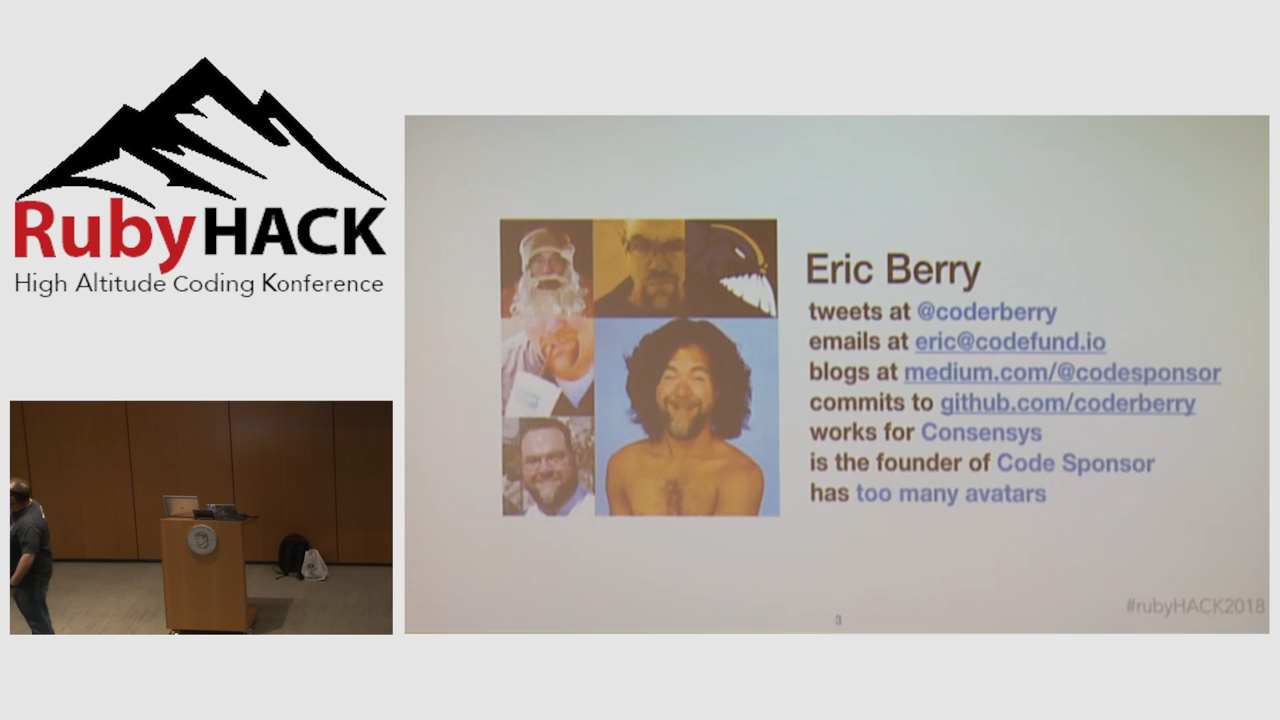 RubyHACK
High Altitude Coding Konference
Eric Berry
tweets at @coderberry
emails at eric@codefund.io
blogs at medium.com/@codesponsor
commits to github.com/coderberry
works for Consensys
is the founder of Code Sponsor
has too many avatars
#rubyHACK2018
3